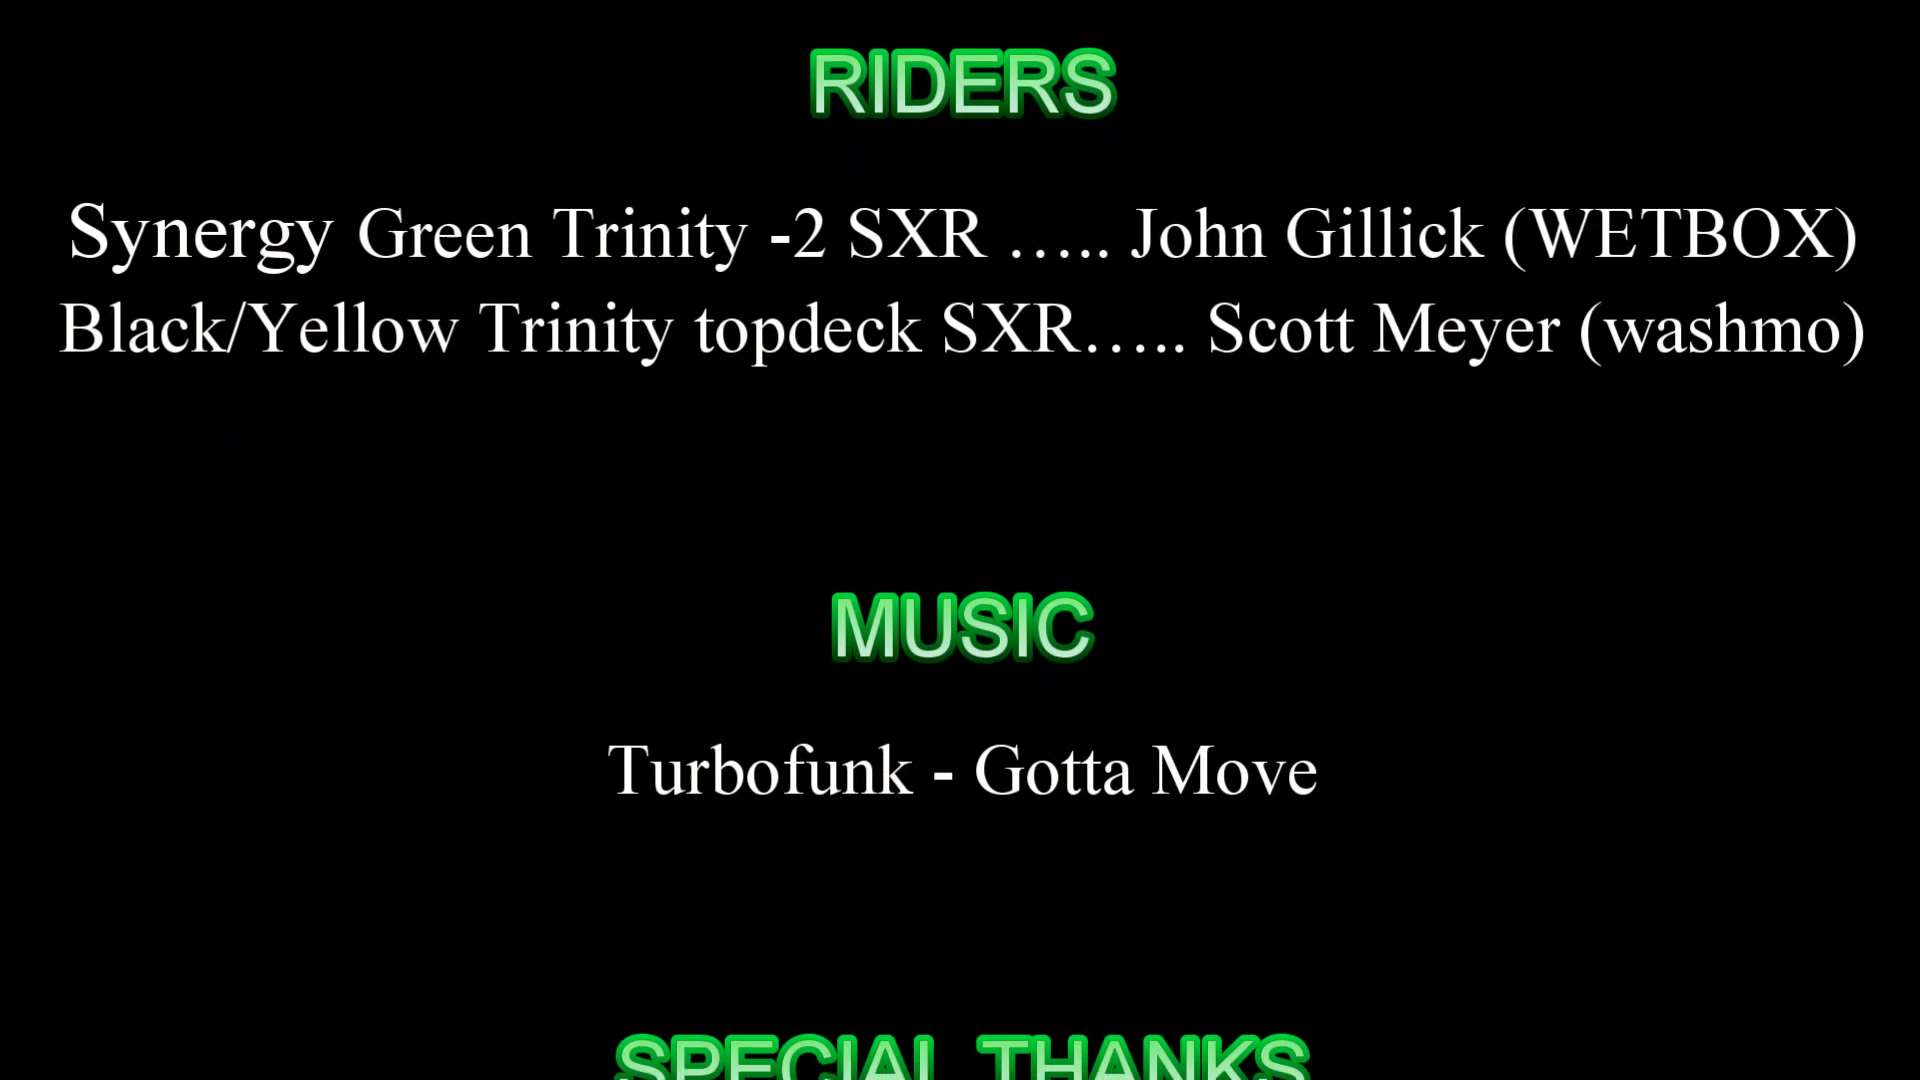 RIDERS
Synergy Green Trinity -2 SXR ….. John Gillick (WETBOX)
Black/Yellow Trinity topdeck SXR….. Scott Meyer (washmo)
MUSIC
Turbofunk - Gotta Move
SPECIAL THANKS